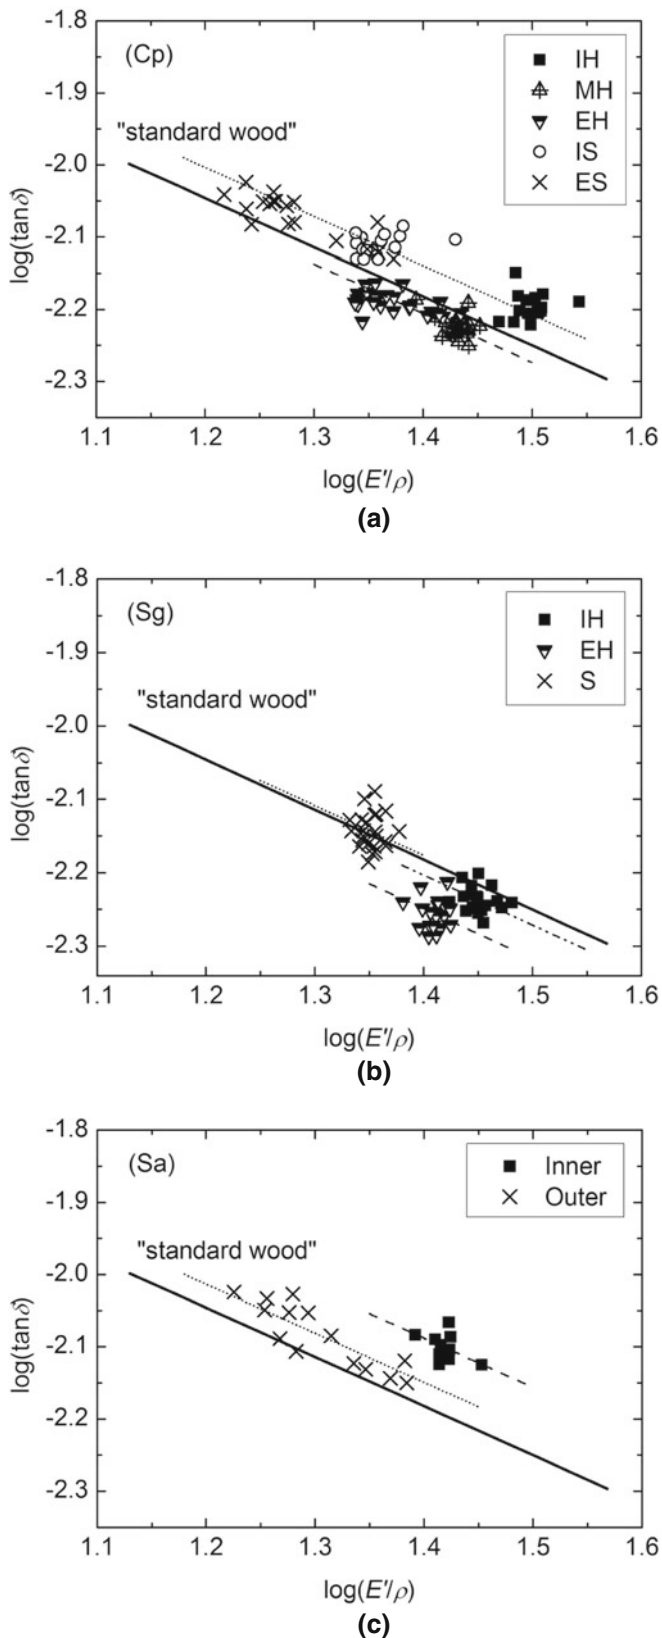 -1.8
(Cp)
IH
MH
EH
IS
ES
-1.9
"standard wood"
-2.0
log(tanδ)
-2.1
-2.2
-2.3
1.1 1.2 1.3 1.4 1.5 1.6
log(E'/ρ)
(a)
-1.8
(Sg)
IH
EH
S
-1.9
"standard wood"
-2.0
log(tanδ)
-2.1
-2.2
-2.3
1.1 1.2 1.3 1.4 1.5 1.6
log(E'/ρ)
(b)
-1.8
(Sa)
Inner
Outer
-1.9
"standard wood"
-2.0
log(tanδ)
-2.1
-2.2
-2.3
1.1 1.2 1.3 1.4 1.5 1.6
log(E'/ρ)
(c)